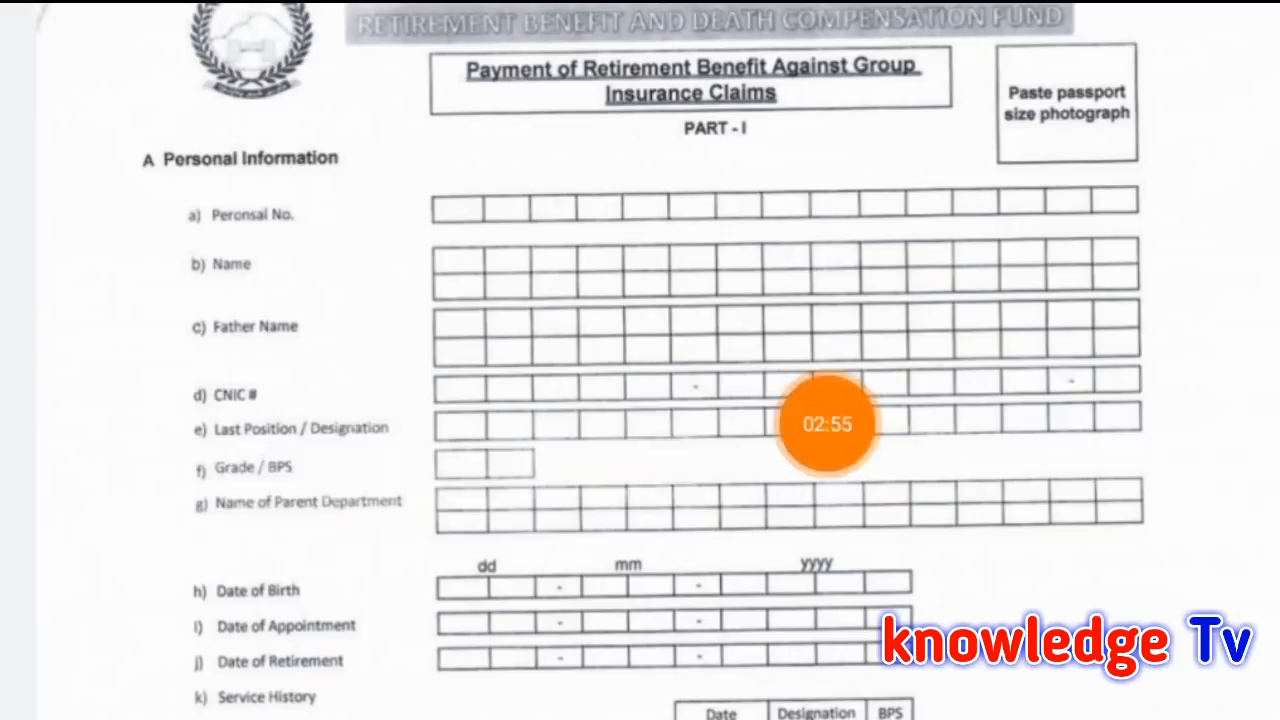 RETIREMENT BENEFIT AND DEATH COMPENSATION FUND
Payment of Retirement Benefit Against Group
Insurance Claims
Paste passport
size photograph
PART - I
A Personal Information
a) Peronsal No.
b) Name
c) Father Name
d) CNIC #
e) Last Position / Designation
02:55
f) Grade / BPS
g) Name of Parent Department
dd mm yyyy
h) Date of Birth
I) Date of Appointment
j) Date of Retirement
knowledge Tv
k) Service History
Date Designation BPS